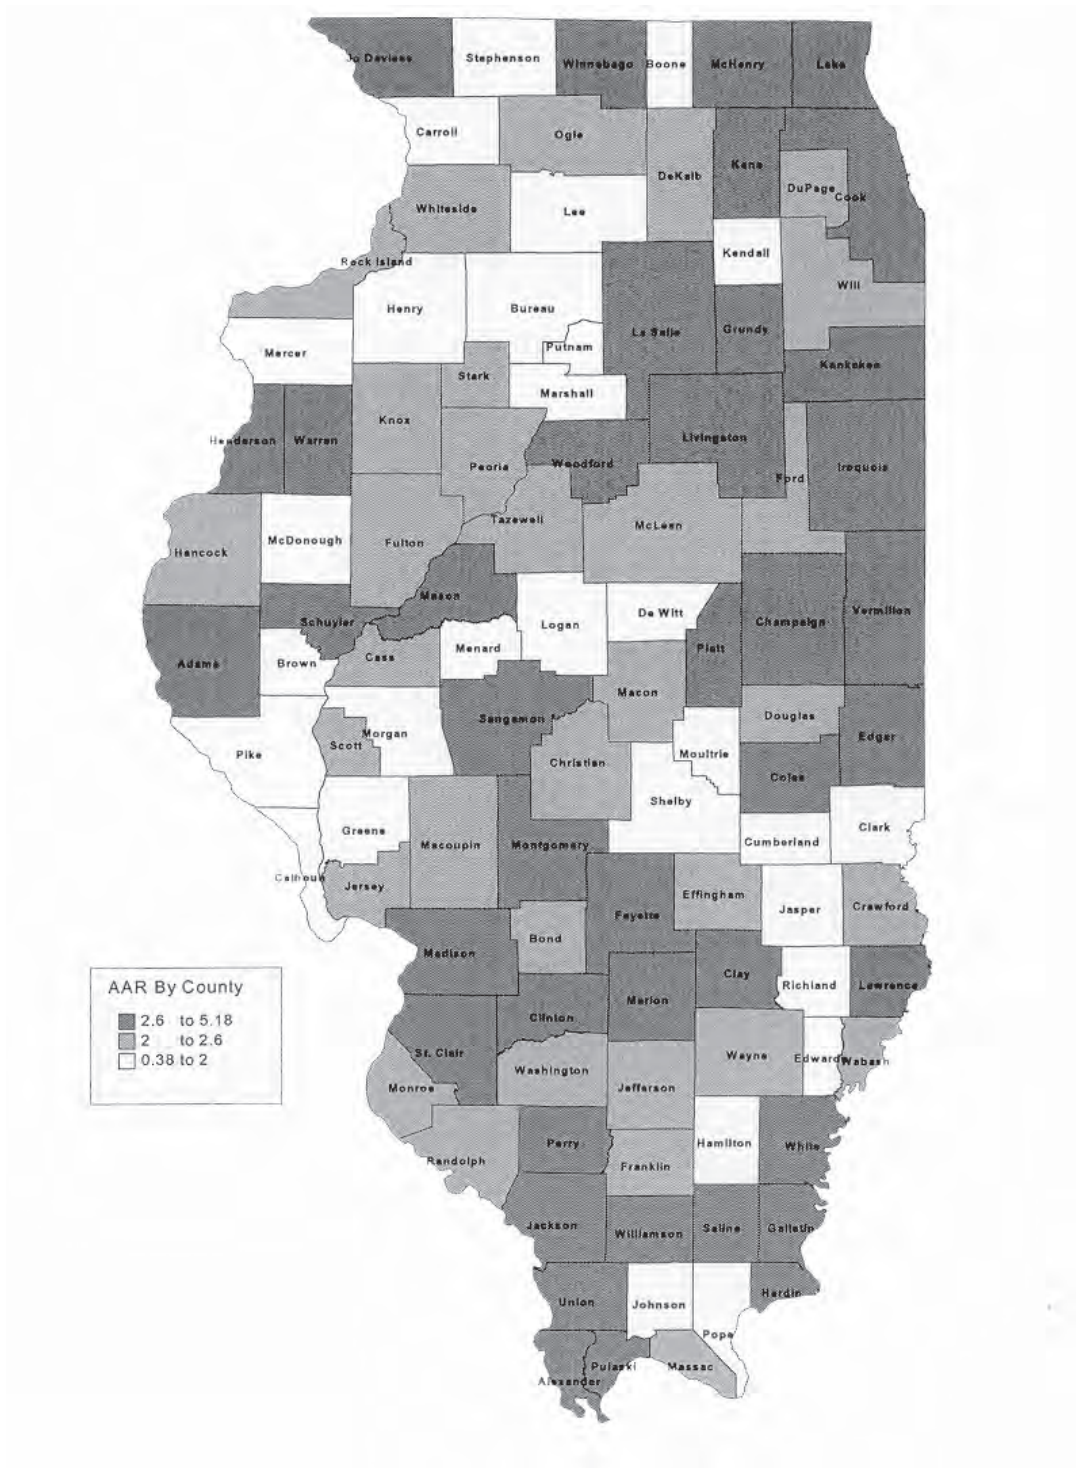 Jo Daviess
Stephenson
Winnebago
Boone
McHenry
Lake
Carroll
Ogle
DeKalb
Kane
DuPage
Cook
Whiteside
Lee
Kendall
Rock Island
Henry
Bureau
Will
La Salle
Grundy
Putnam
Mercer
Kankakee
Stark
Marshall
Knox
Henderson
Warren
Livingston
Peoria
Woodford
Iroquois
Ford
Tazewell
McLean
Hancock
McDonough
Fulton
Mason
Schuyler
Logan
De Witt
Champaign
Vermilion
Adams
Brown
Cass
Menard
Piatt
Macon
Sangamon
Douglas
Morgan
Scott
Pike
Christian
Moultrie
Edgar
Coles
Shelby
Greene
Macoupin
Montgomery
Cumberland
Clark
Calhoun
Jersey
Effingham
Jasper
Crawford
Fayette
Bond
Madison
Clay
Richland
Lawrence
Marion
Clinton
St. Clair
Wayne
Edward
Wabash
Washington
Monroe
Jefferson
Perry
Hamilton
White
Randolph
Franklin
Jackson
Williamson
Saline
Gallatin
Union
Johnson
Hardin
Pope
Pulaski
Massac
Alexander
AAR By County
2.6 to 5.18
2 to 2.6
0.38 to 2